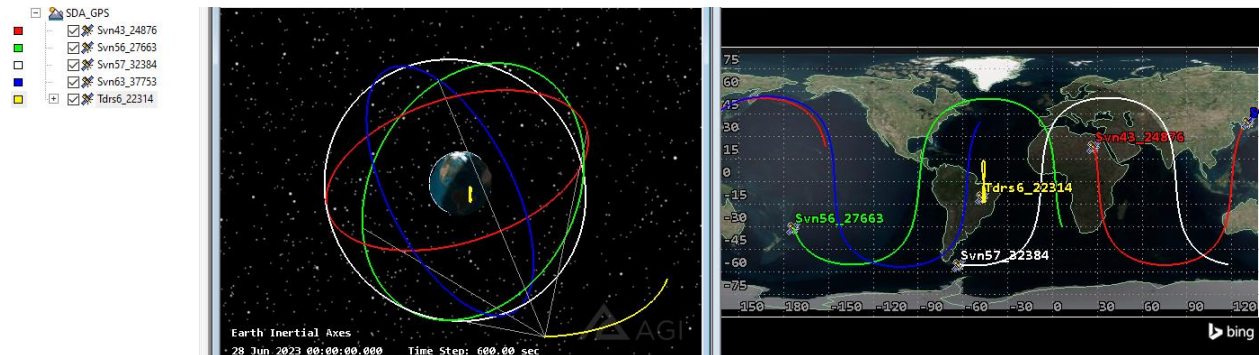 SDA_GPS
Svn43_24876
Svn56_27663
Svn57_32384
Svn63_37753
Tdrs6_22314
AGI
Earth Inertial Axes
28 Jun 2023 00:00:00.000 Time Step: 600.00 sec
75
60
45
30
15
0
-15
-30
-45
-60
-75
Svn43_24876
Tdrs6_22314
Svn56_27663
Svn57_32384
-150 -120 -90 -60 -30 0 30 60 90 120
bing